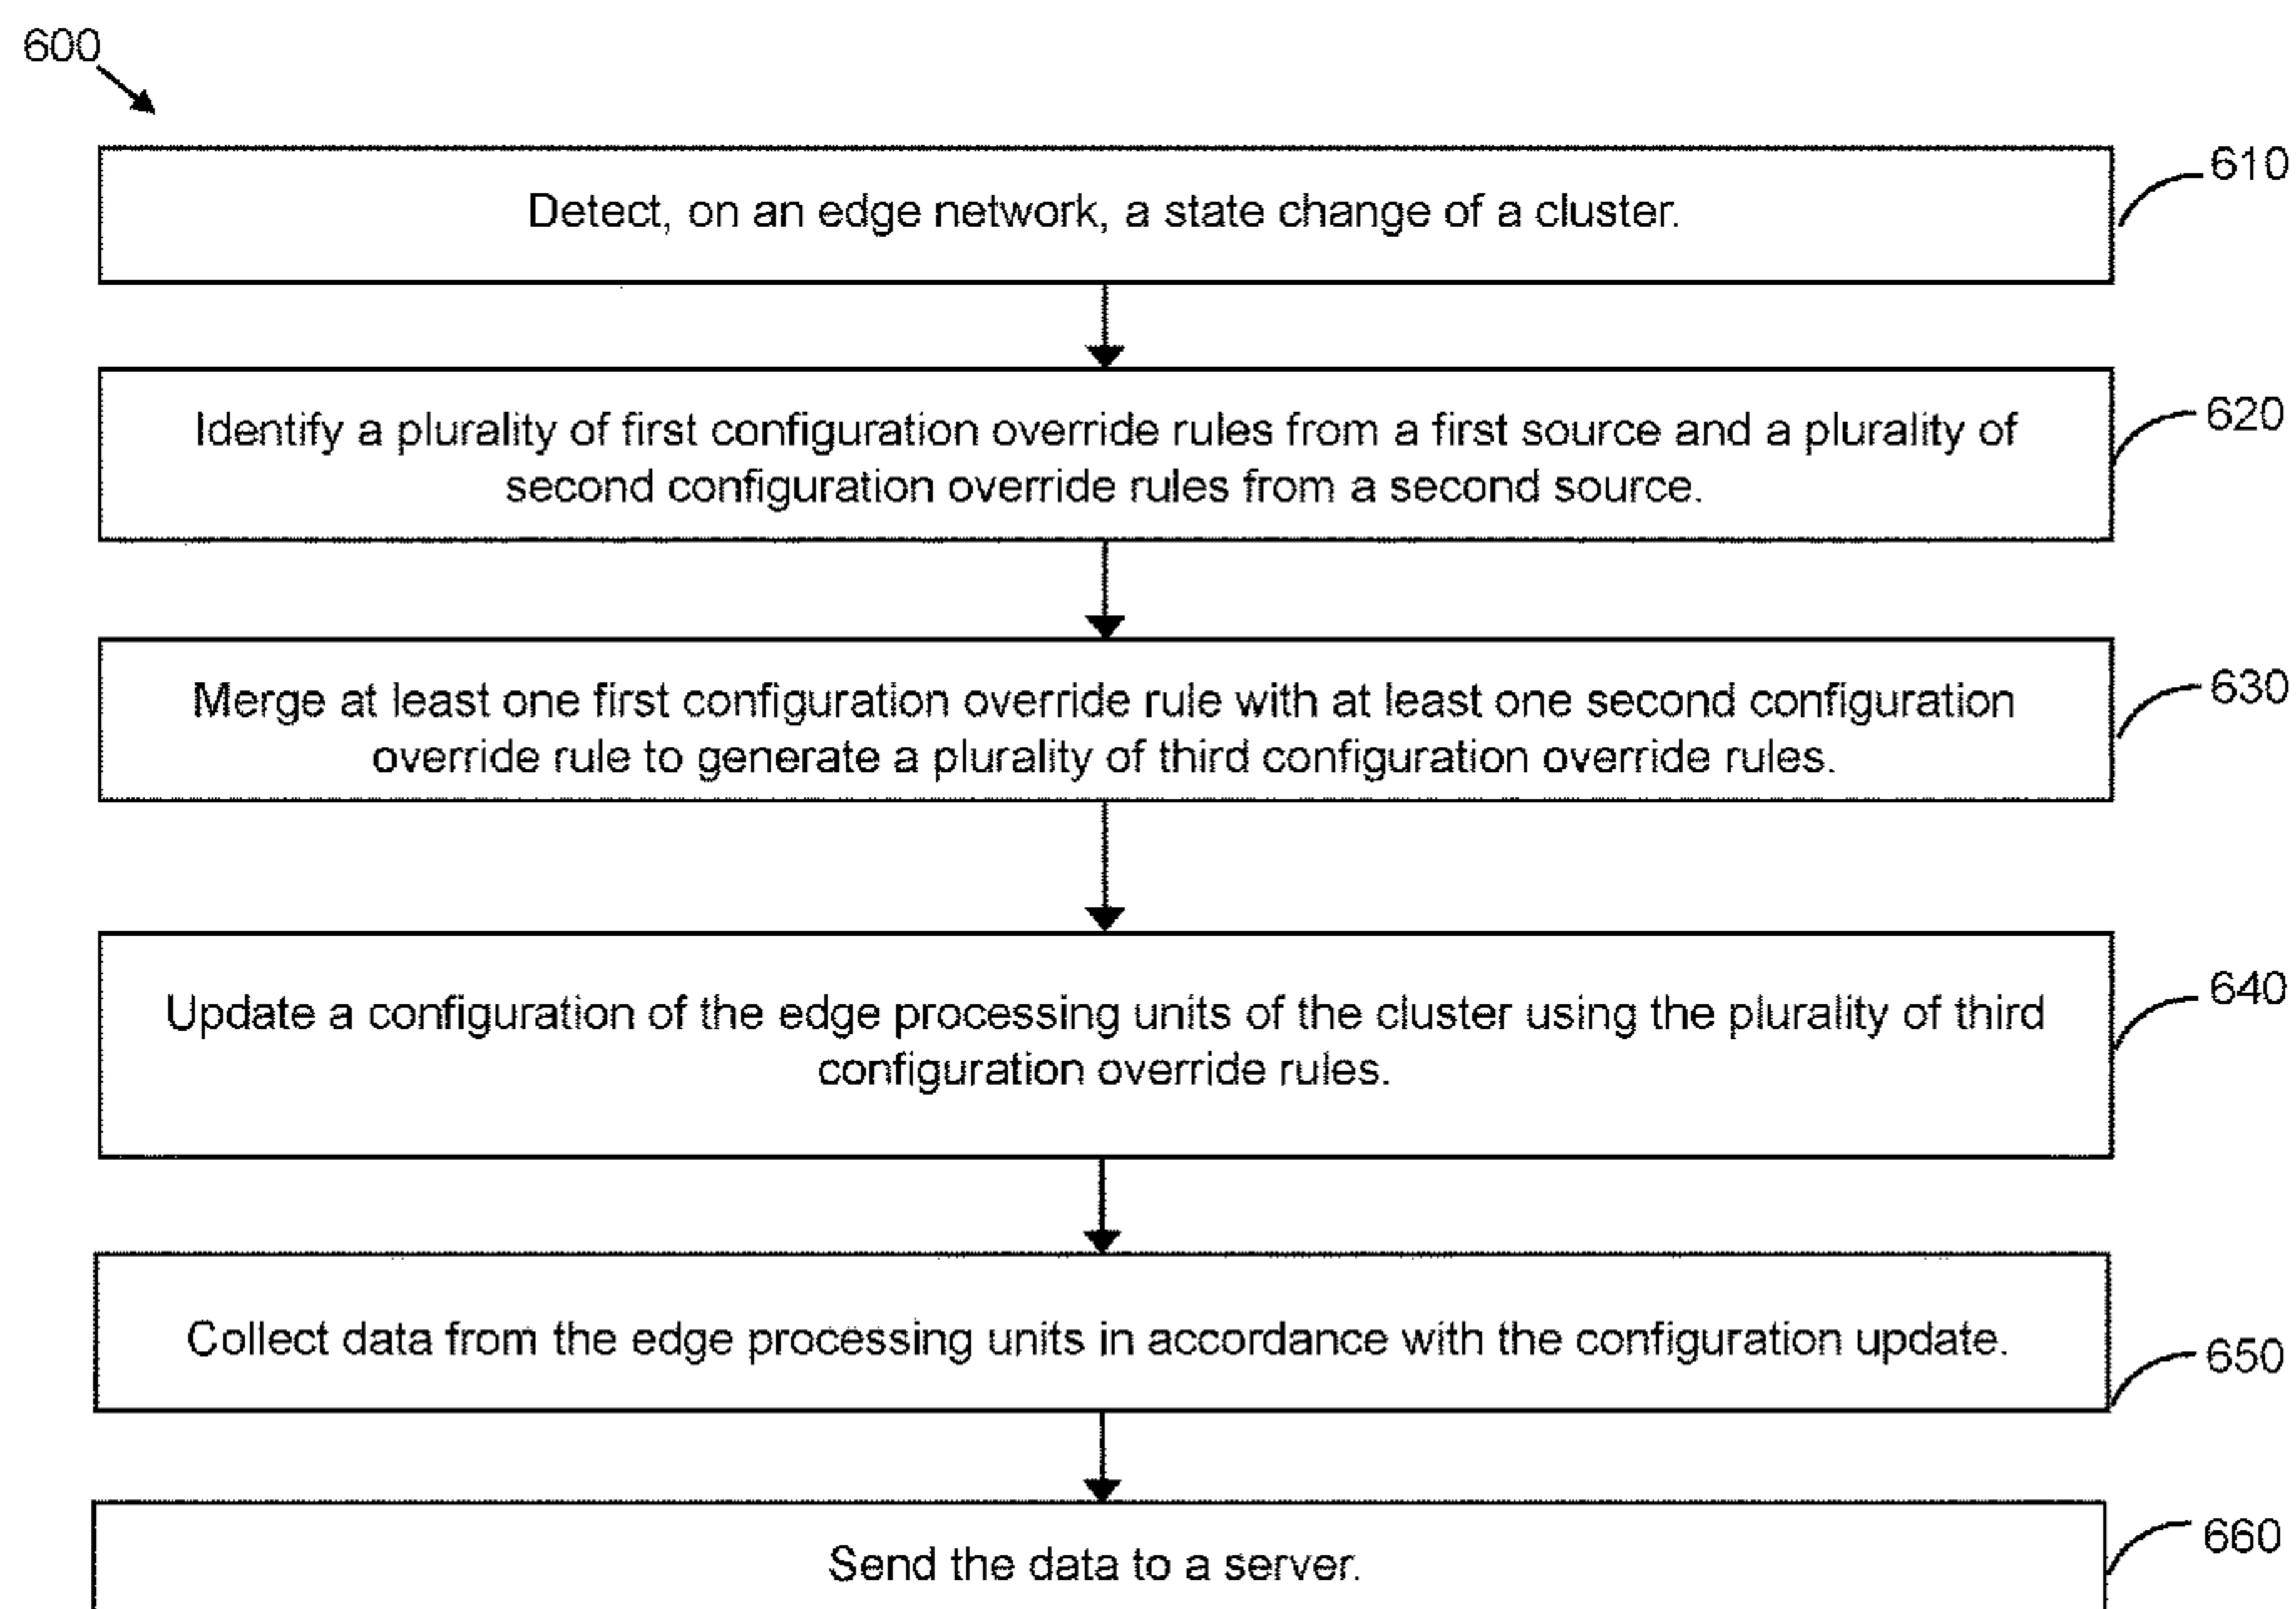 600
610
Detect, on an edge network, a state change of a cluster.
620
Identify a plurality of first configuration override rules from a first source and a plurality of
second configuration override rules from a second source.
630
Merge at least one first configuration override rule with at least one second configuration
override rule to generate a plurality of third configuration override rules.
640
Update a configuration of the edge processing units of the cluster using the plurality of third
configuration override rules.
Collect data from the edge processing units in accordance with the configuration update.
650
660
Send the data to a server.